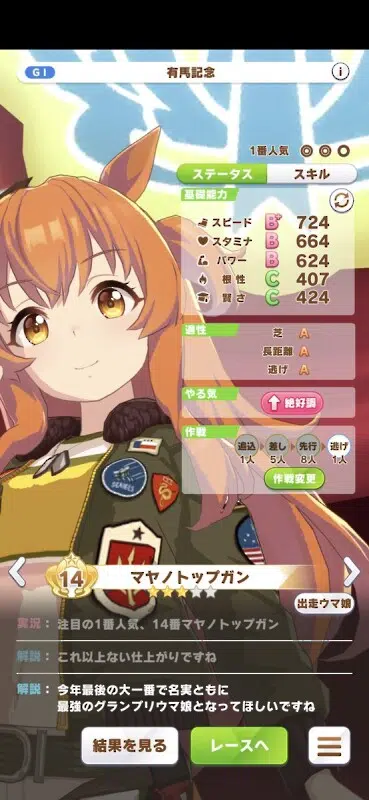 GI
有馬記念
i
1番人気
ステータス
スキル
基礎能力
スピード B+ 724
スタミナ B 664
パワー B 624
根性 C 407
賢さ C 424
適性
芝 A
長距離 A
逃げ A
やる気
絶好調
作戦
追込 差し 先行 逃げ
1人 5人 8人 1人
作戦変更
14
マヤノトップガン
出走ウマ娘
実況： 注目の1番人気、14番マヤノトップガン
解説： これ以上ない仕上がりですね
解説： 今年最後の大一番で名実ともに
最強のグランプリウマ娘となってほしいですね
結果を見る
レースへ